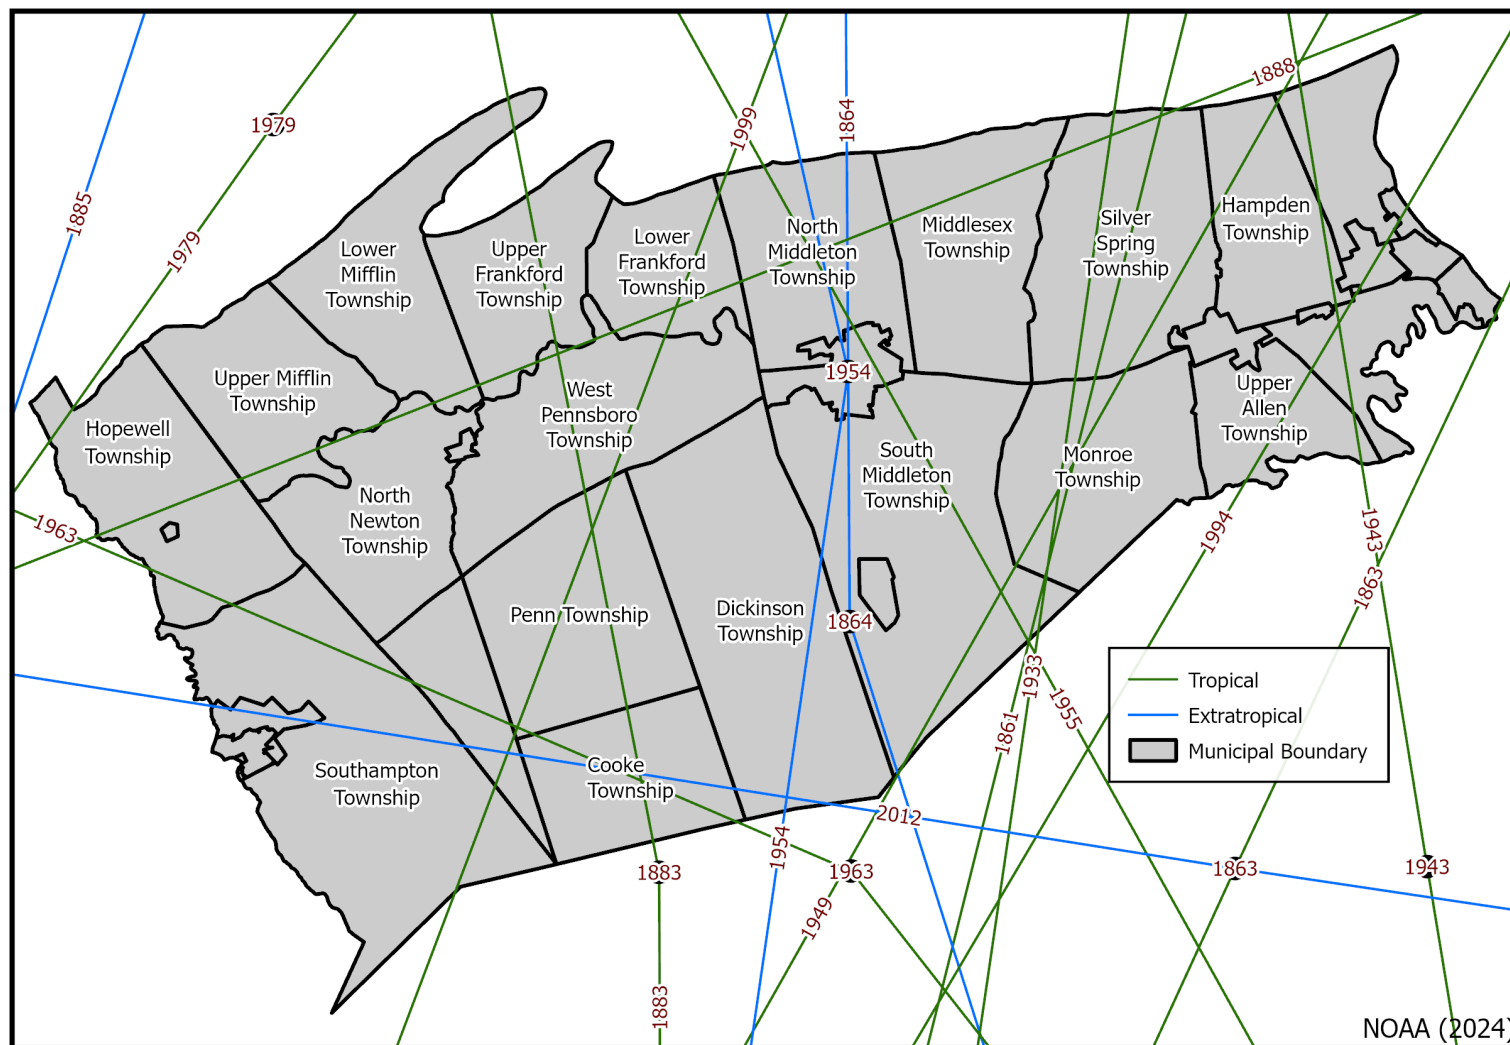 1888
1979
1864
1999
1885
Hampden
Township
Silver
Spring
Township
Middlesex
Township
North
Middleton
Township
Lower
Frankford
Township
Upper
Frankford
Township
Lower
Mifflin
Township
1979
1954
Upper Mifflin
Township
West
Pennsboro
Township
Upper
Allen
Township
Hopewell
Township
South
Middleton
Township
Monroe
Township
North
Newton
Township
1963
1994
1943
1863
Penn Township
Dickinson
Township
1864
1933
1955
1861
Tropical
Extratropical
Municipal Boundary
Southampton
Township
Cooke
Township
2012
1954
1883
1963
1863
1943
1949
1883
NOAA (2024)